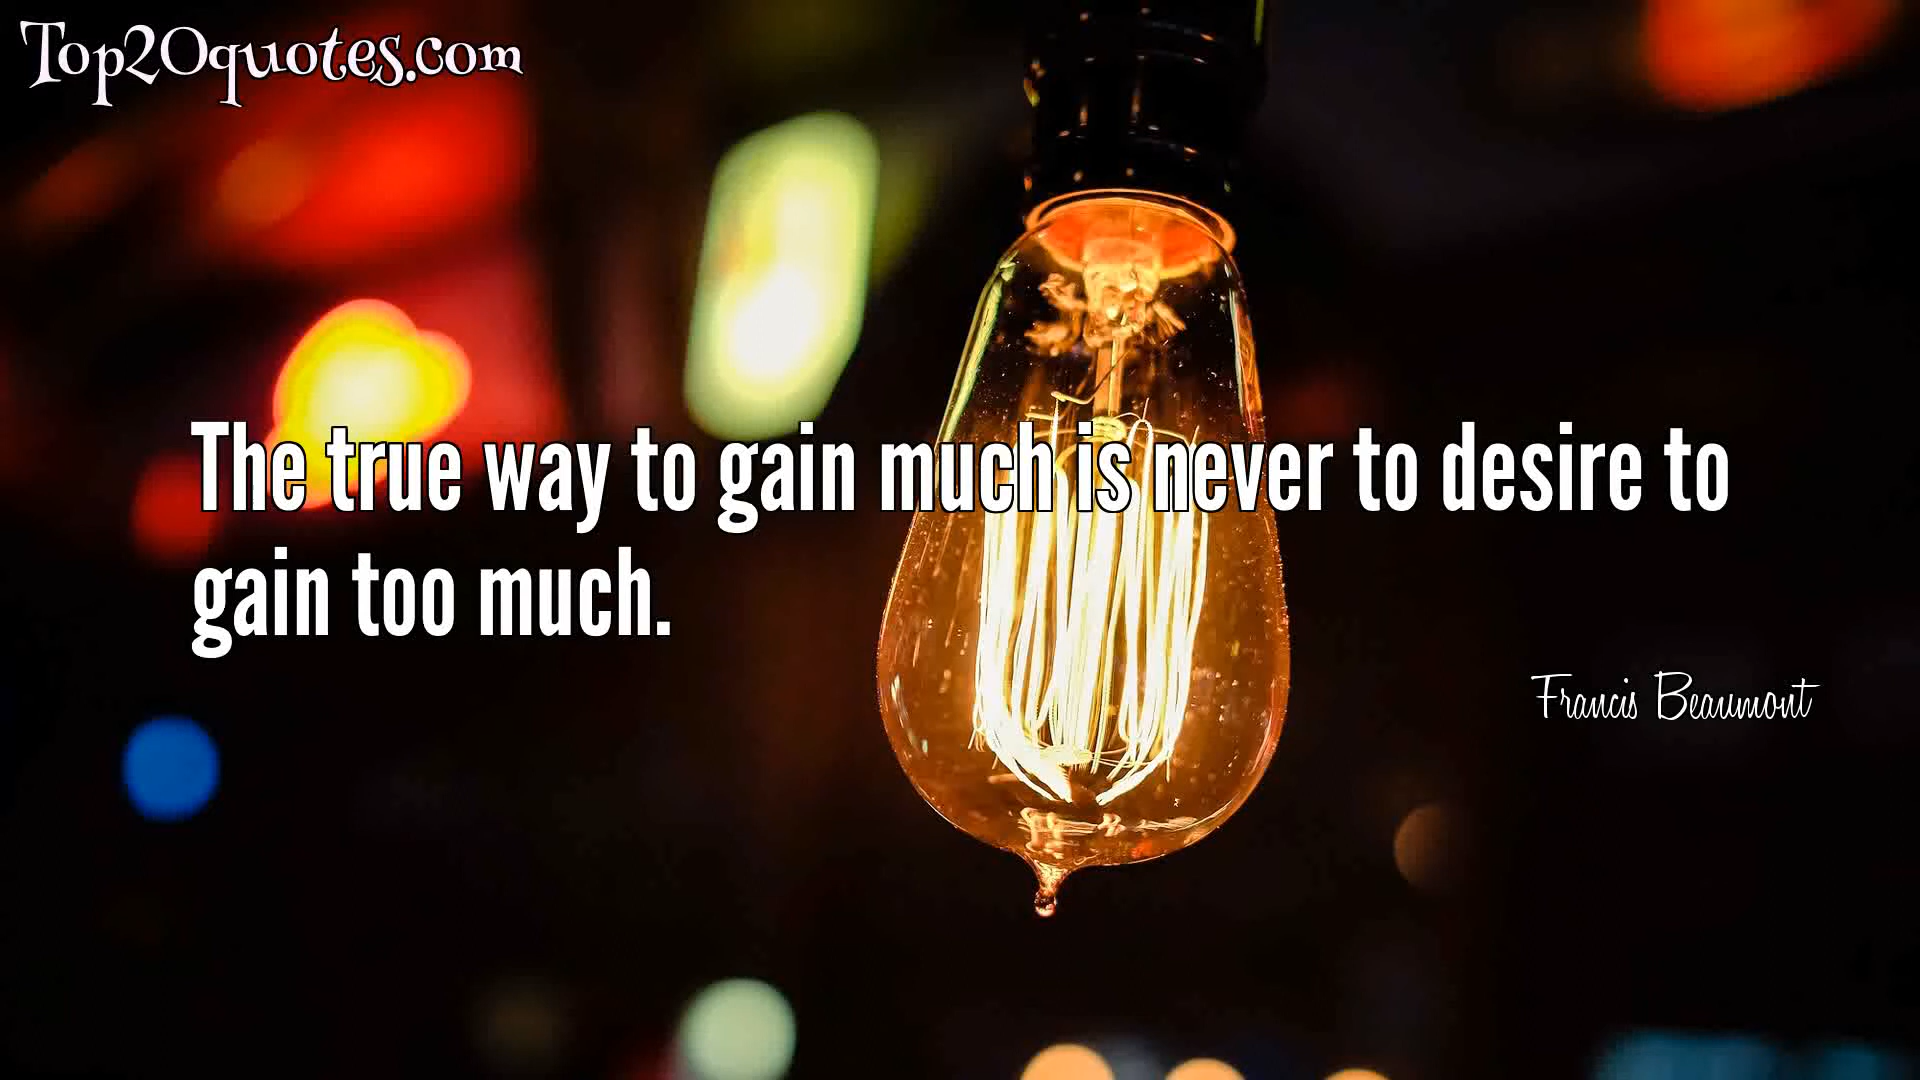 Top20quotes.com
The true way to gain much is never to desire to
gain too much.
Francis Beaumont